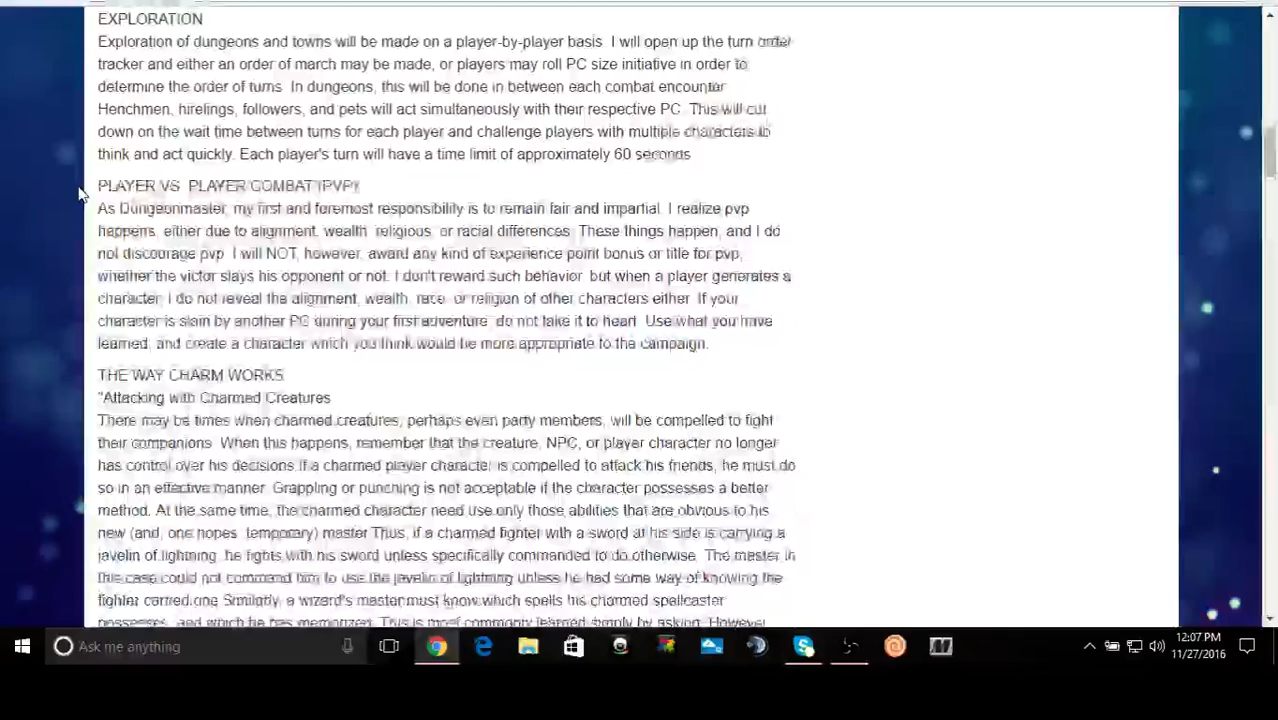 EXPLORATION
Exploration of dungeons and towns will be made on a player-by-player basis. I will open up the turn order
tracker and either an order of march may be made, or players may roll PC size initiative in order to
determine the order of turns. In dungeons, this will be done in between each combat encounter.
Henchmen, hirelings, followers, and pets will act simultaneously with their respective PC. This will cut
down on the wait time between turns for each player and challenge players with multiple characters to
think and act quickly. Each player's turn will have a time limit of approximately 60 seconds
PLAYER VS. PLAYER COMBAT (PVP)
As Dungeonmaster, my first and foremost responsibility is to remain fair and impartial. I realize pvp
happens, either due to alignment, wealth, religious, or racial differences. These things happen, and I do
not discourage pvp. I will NOT, however, award any kind of experience point bonus or title for pvp,
whether the victor slays his opponent or not. I don't reward such behavior, but when a player generates a
character, I do not reveal the alignment, wealth, race, or religion of other characters either. If your
character is slain by another PC during your first adventure, do not take it to heart. Use what you have
learned, and create a character which you think would be more appropriate to the campaign.
THE WAY CHARM WORKS
"Attacking with Charmed Creatures
There may be times when charmed creatures, perhaps even party members, will be compelled to fight
their companions. When this happens, remember that the creature, NPC, or player character no longer
has control over his decisions.If a charmed player character is compelled to attack his friends, he must do
so in an effective manner. Grappling or punching is not acceptable if the character possesses a better
method. At the same time, the charmed character need use only those abilities that are obvious to his
new (and, one hopes, temporary) master.Thus, if a charmed fighter with a sword at his side is carrying a
javelin of lightning, he fights with his sword unless specifically commanded to do otherwise. The master in
this case could not command him to use the javelin of lightning unless he had some way of knowing the
fighter carried one.Similarly, a wizard's master must know which spells his charmed spellcaster
possesses, and which he has memorized. This is most commonly learned simply by asking. However,
Ask me anything
12:07 PM
11/27/2016